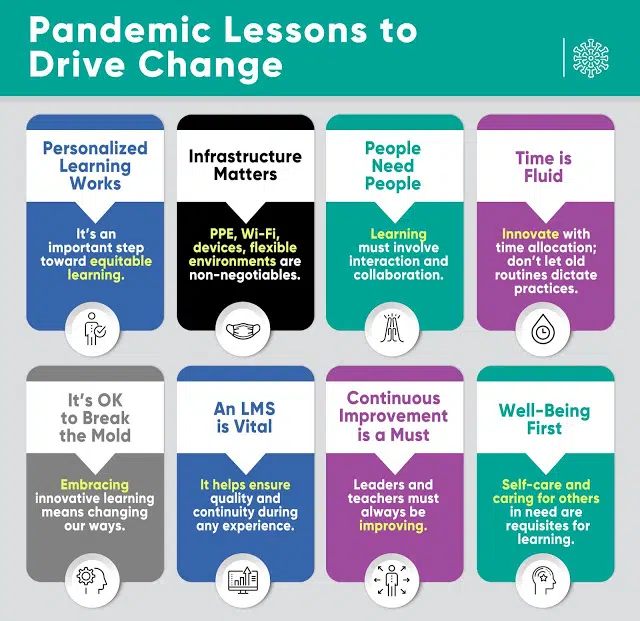 Pandemic Lessons to
Drive Change
Personalized
Learning
Works
It's an
important step
toward equitable
learning.
Infrastructure
Matters
PPE, Wi-Fi,
devices, flexible
environments are
non-negotiables.
People
Need
People
Learning
must involve
interaction and
collaboration.
Time is
Fluid
Innovate with
time allocation;
don't let old
routines dictate
practices.
It's OK
to Break
the Mold
Embracing
innovative learning
means changing
our ways.
An LMS
is Vital
It helps ensure
quality and
continuity during
any experience.
Continuous
Improvement
is a Must
Leaders and
teachers must
always be
improving.
Well-Being
First
Self-care and
caring for others
in need are
requisites for
learning.